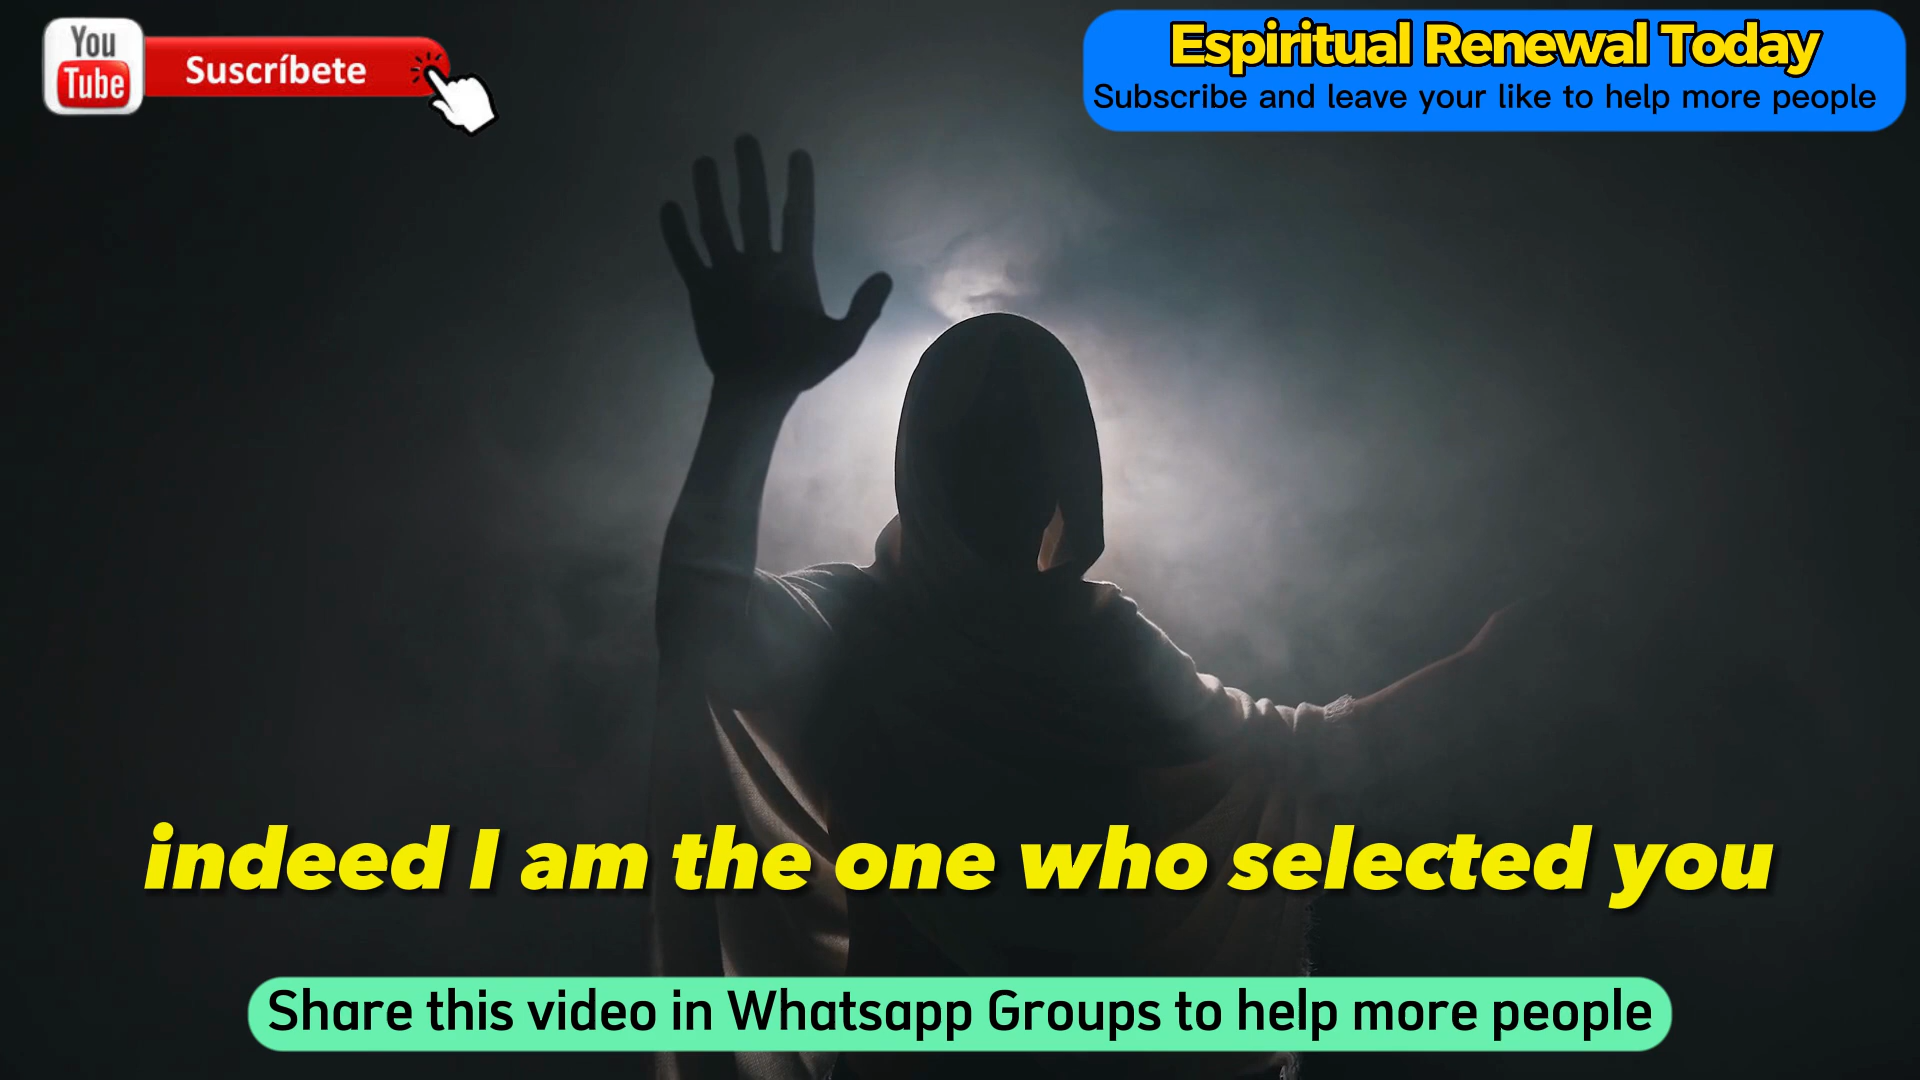 You
Tube
Suscríbete
Espiritual Renewal Today
Subscribe and leave your like to help more people
indeed I am the one who selected you
Share this video in Whatsapp Groups to help more people